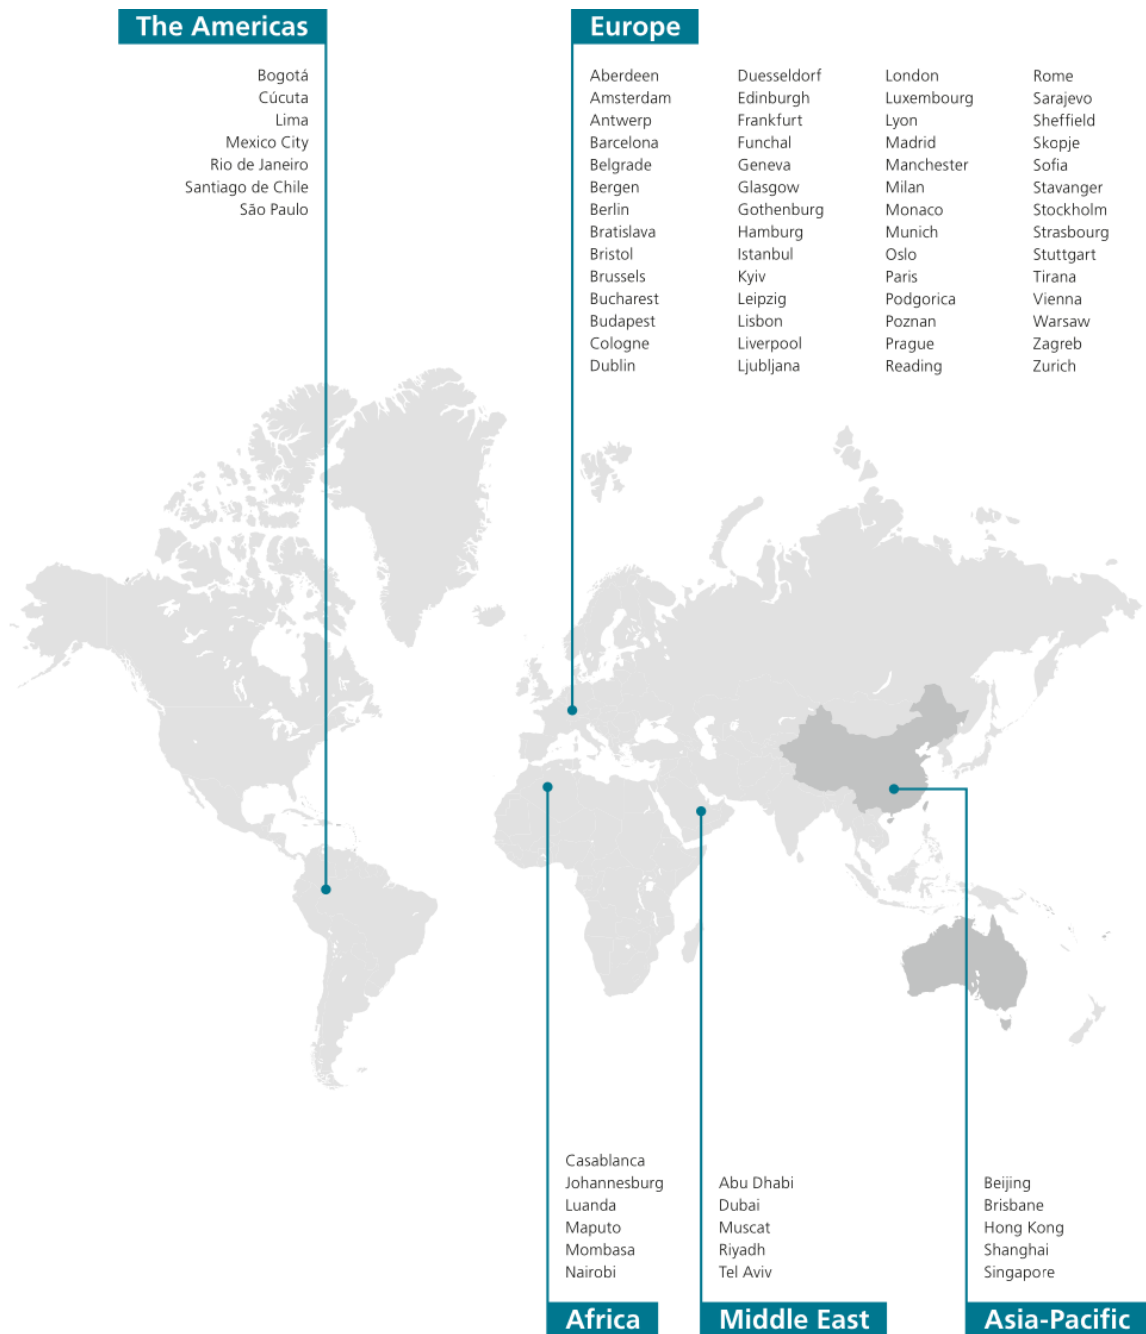 The Americas
Bogotá
Cúcuta
Lima
Mexico City
Rio de Janeiro
Santiago de Chile
São Paulo
Europe
Aberdeen
Amsterdam
Antwerp
Barcelona
Belgrade
Bergen
Berlin
Bratislava
Bristol
Brussels
Bucharest
Budapest
Cologne
Dublin
Duesseldorf
Edinburgh
Frankfurt
Funchal
Geneva
Glasgow
Gothenburg
Hamburg
Istanbul
Kyiv
Leipzig
Lisbon
Liverpool
Ljubljana
London
Luxembourg
Lyon
Madrid
Manchester
Milan
Monaco
Munich
Oslo
Paris
Podgorica
Poznan
Prague
Reading
Rome
Sarajevo
Sheffield
Skopje
Sofia
Stavanger
Stockholm
Strasbourg
Stuttgart
Tirana
Vienna
Warsaw
Zagreb
Zurich
Casablanca
Johannesburg
Luanda
Maputo
Mombasa
Nairobi
Africa
Abu Dhabi
Dubai
Muscat
Riyadh
Tel Aviv
Middle East
Beijing
Brisbane
Hong Kong
Shanghai
Singapore
Asia-Pacific